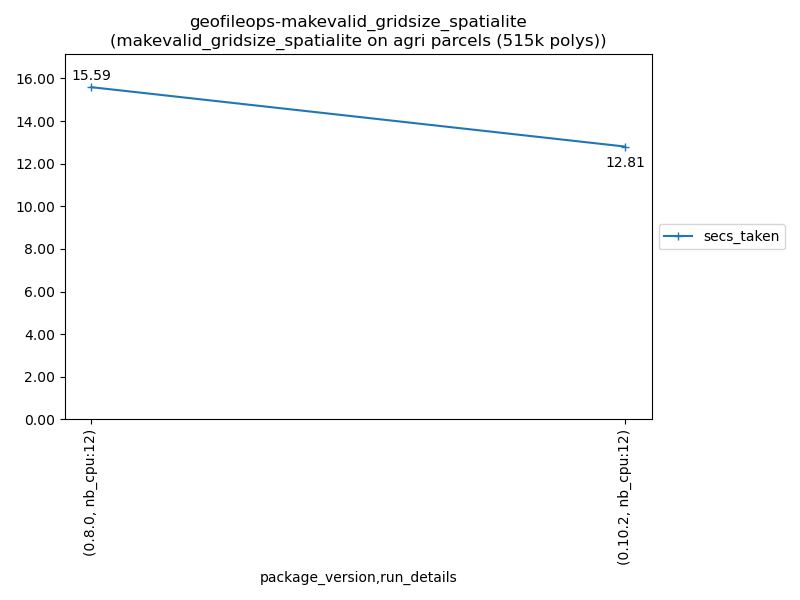 geofileops-makevalid_gridsize_spatialite
(makevalid_gridsize_spatialite on agri parcels (515k polys))
16.00
14.00
12.00
10.00
8.00
6.00
4.00
2.00
0.00
15.59
12.81
secs_taken
(0.8.0, nb_cpu:12)
(0.10.2, nb_cpu:12)
package_version,run_details